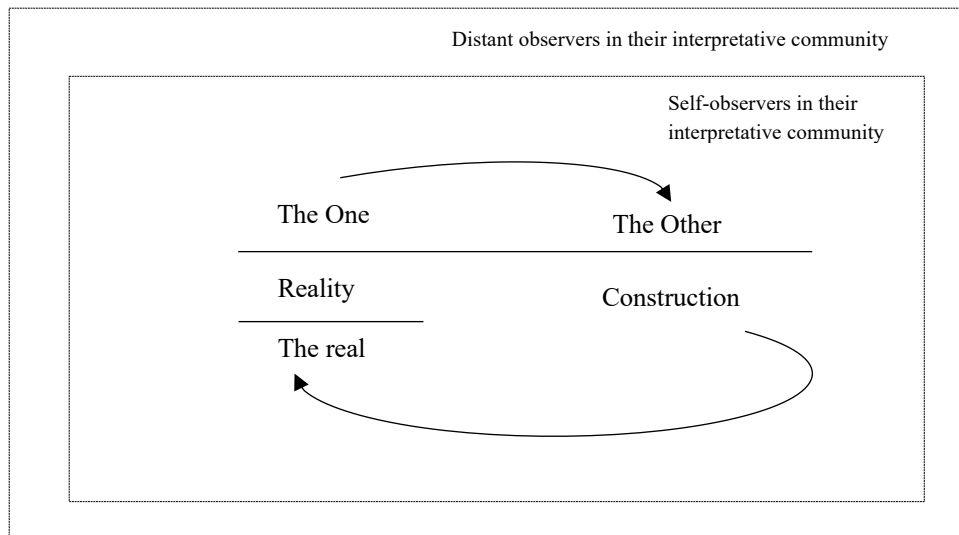 Distant observers in their interpretative community
Self-observers in their
interpretative community
The One
The Other
Reality
Construction
The real